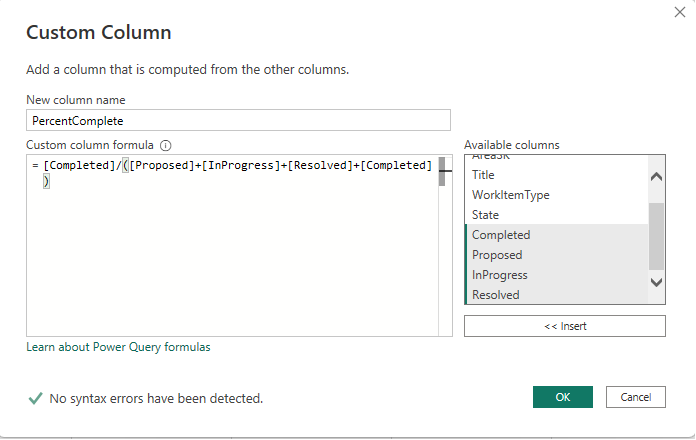 Custom Column
Add a column that is computed from the other columns.
New column name
PercentComplete
Custom column formula
= [Completed]/([Proposed]+[InProgress]+[Resolved]+[Completed]
)
Available columns
AreaSK
Title
WorkItemType
State
Completed
Proposed
InProgress
Resolved
<< Insert
Learn about Power Query formulas
No syntax errors have been detected.
OK
Cancel